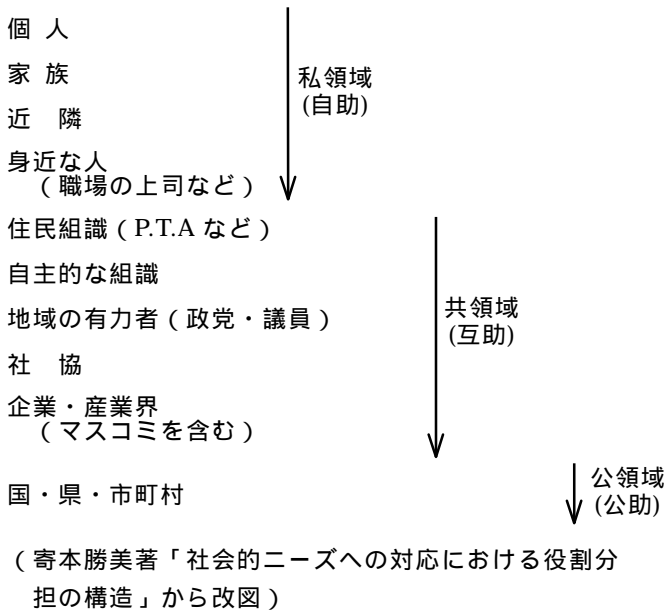 個 人
家 族
私領域
(自助)
近　隣
身近な人
（職場の上司など）
住民組織（P.T.A など）
自主的な組織
地域の有力者（政党・議員）
共領域
(互助)
社　協
企業・産業界
（マスコミを含む）
国・県・市町村
公領域
(公助)
（寄本勝美著「社会的ニーズへの対応における役割分
担の構造」から改図）